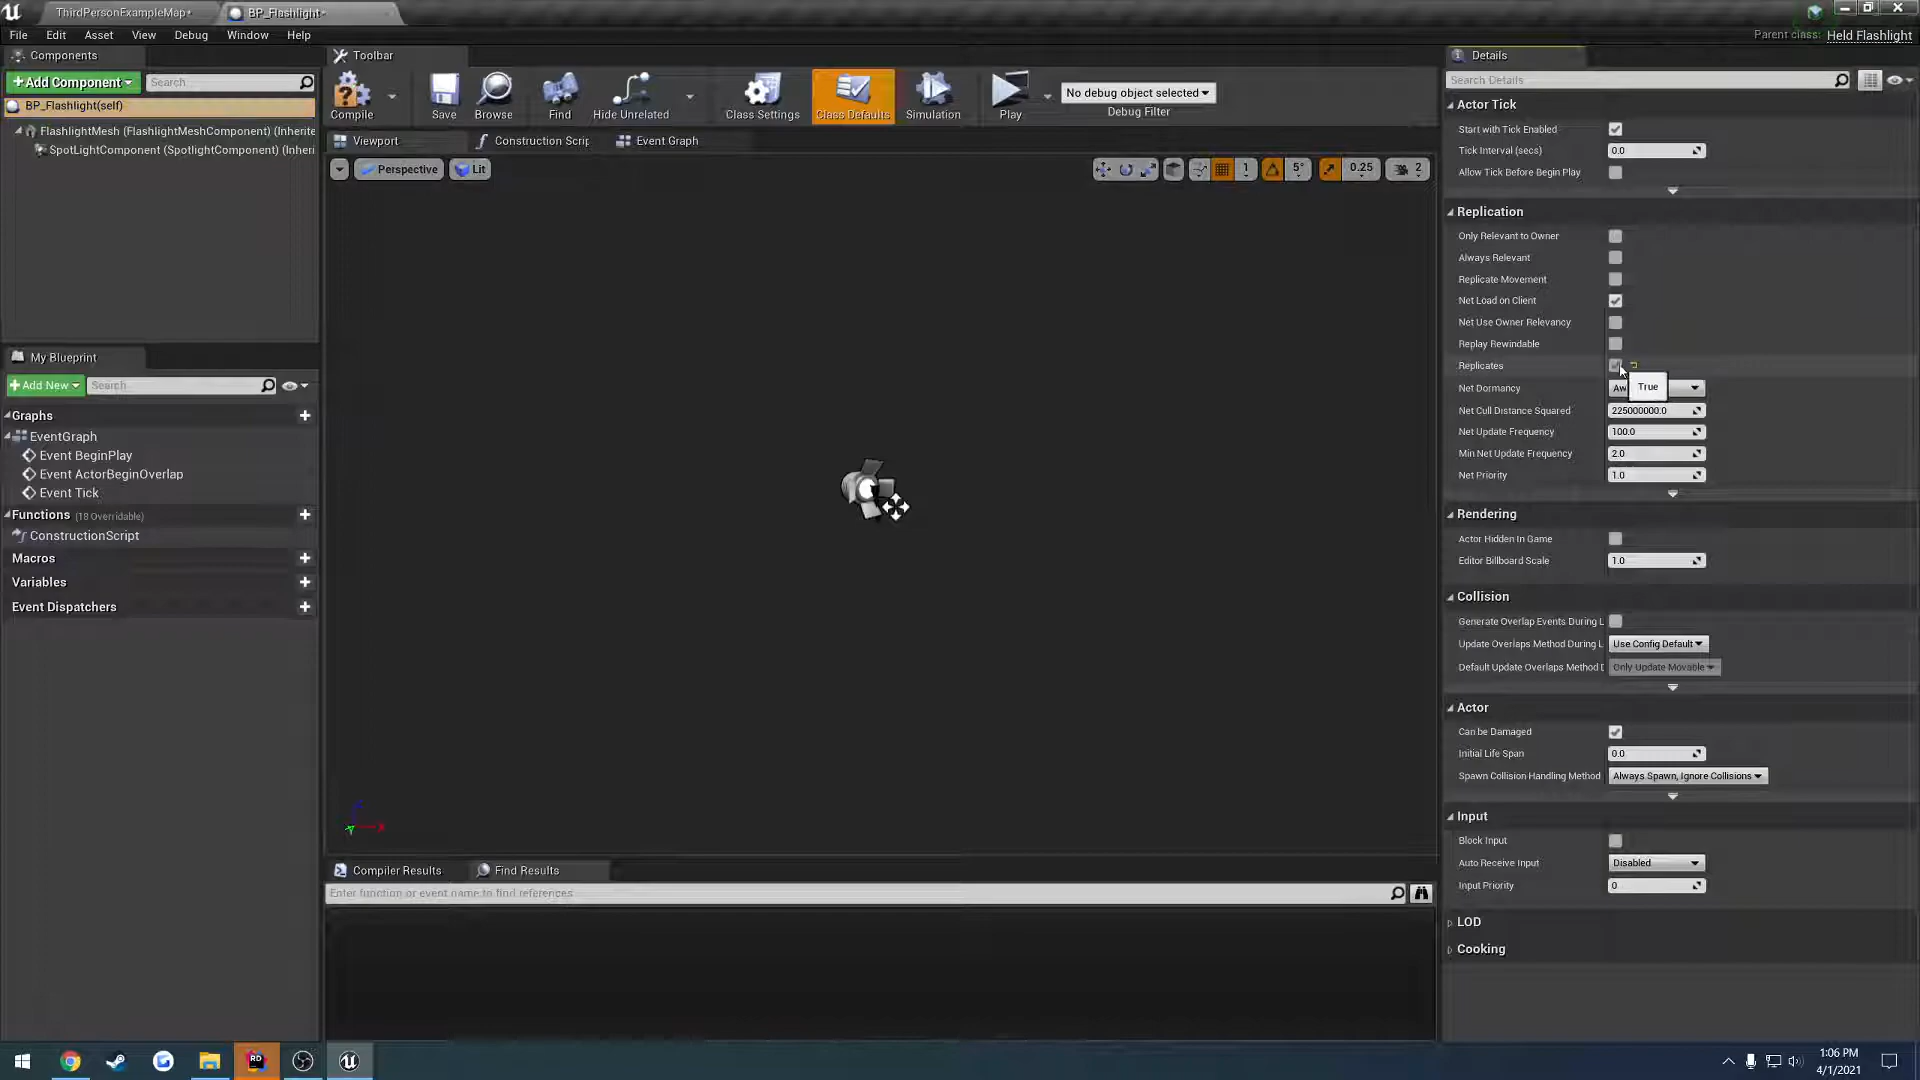 ThirdPersonExampleMap*
BP_Flashlight*
Parent class: Held Flashlight
File Edit Asset View Debug Window Help
Components
+Add Component
Search
BP_Flashlight(self)
FlashlightMesh (FlashlightMeshComponent) (Inherite
SpotLightComponent (SpotlightComponent) (Inheri
My Blueprint
+Add New
Search
Graphs
EventGraph
Event BeginPlay
Event ActorBeginOverlap
Event Tick
Functions (18 Overridable)
ConstructionScript
Macros
Variables
Event Dispatchers
Toolbar
Compile
Save
Browse
Find
Hide Unrelated
Class Settings
Class Defaults
Simulation
Play
No debug object selected
Debug Filter
Viewport
Construction Scrip
Event Graph
Perspective
Lit
1
5°
0.25
2
Compiler Results
Find Results
Enter function or event name to find references
Details
Search Details
Actor Tick
Start with Tick Enabled
Tick Interval (secs) 0.0
Allow Tick Before Begin Play
Replication
Only Relevant to Owner
Always Relevant
Replicate Movement
Net Load on Client
Net Use Owner Relevancy
Replay Rewindable
Replicates
True
Net Dormancy Aw
Net Cull Distance Squared 225000000.0
Net Update Frequency 100.0
Min Net Update Frequency 2.0
Net Priority 1.0
Rendering
Actor Hidden In Game
Editor Billboard Scale 1.0
Collision
Generate Overlap Events During L
Update Overlaps Method During L Use Config Default
Default Update Overlaps Method D Only Update Movable
Actor
Can be Damaged
Initial Life Span 0.0
Spawn Collision Handling Method Always Spawn, Ignore Collisions
Input
Block Input
Auto Receive Input Disabled
Input Priority 0
LOD
Cooking
RD
1:06 PM
4/1/2021